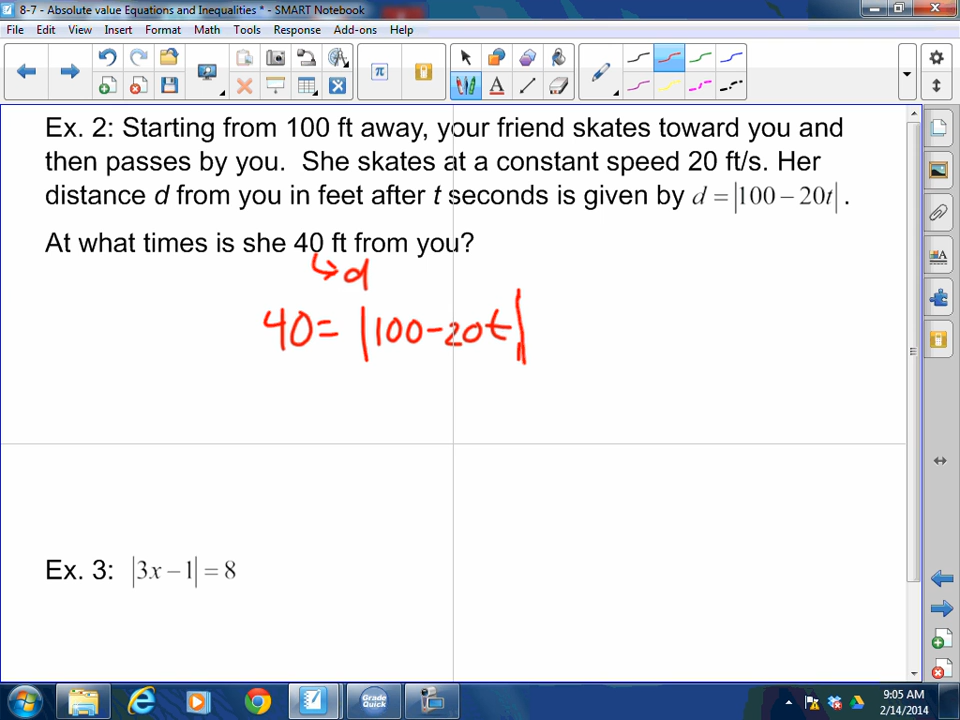 8-7 - Absolute value Equations and Inequalities * - SMART Notebook
File Edit View Insert Format Math Tools Response Add-ons Help
Ex. 2: Starting from 100 ft away, your friend skates toward you and
then passes by you. She skates at a constant speed 20 ft/s. Her
distance d from you in feet after t seconds is given by d = |100 − 20t| .
At what times is she 40 ft from you?
↳ d
40 = |100-20t|
Ex. 3: |3x − 1| = 8
Grade Quick
9:05 AM
2/14/2014